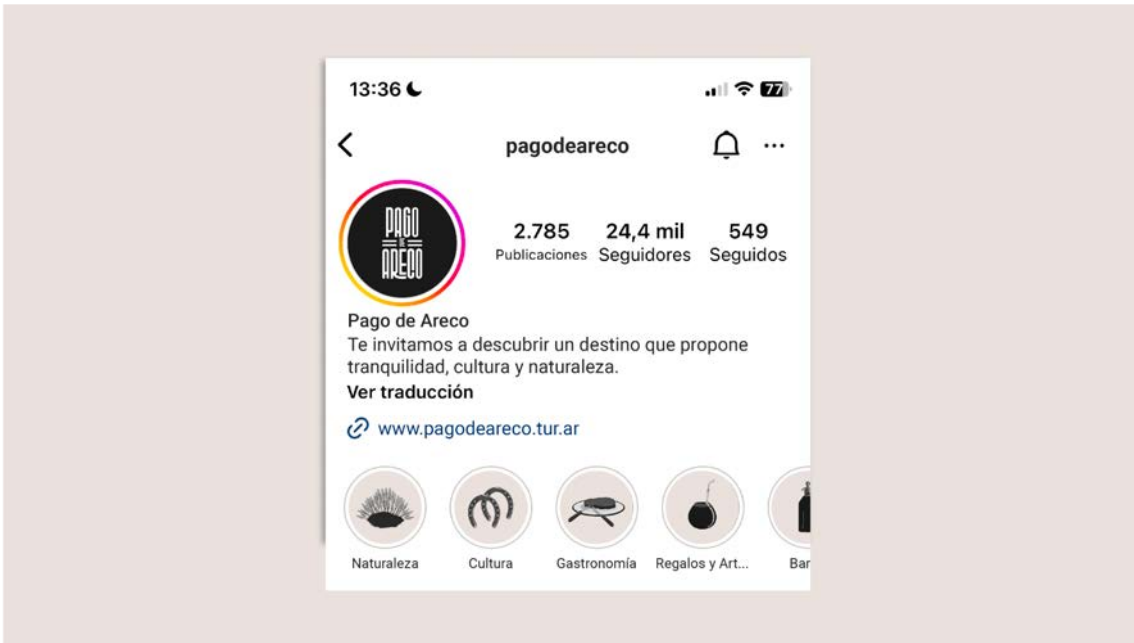 13:36
77
pagodeareco
PAGO
DE
ARECO
2.785 24,4 mil 549
Publicaciones Seguidores Seguidos
Pago de Areco
Te invitamos a descubrir un destino que propone
tranquilidad, cultura y naturaleza.
Ver traducción
www.pagodeareco.tur.ar
Naturaleza Cultura Gastronomía Regalos y Art... Bar